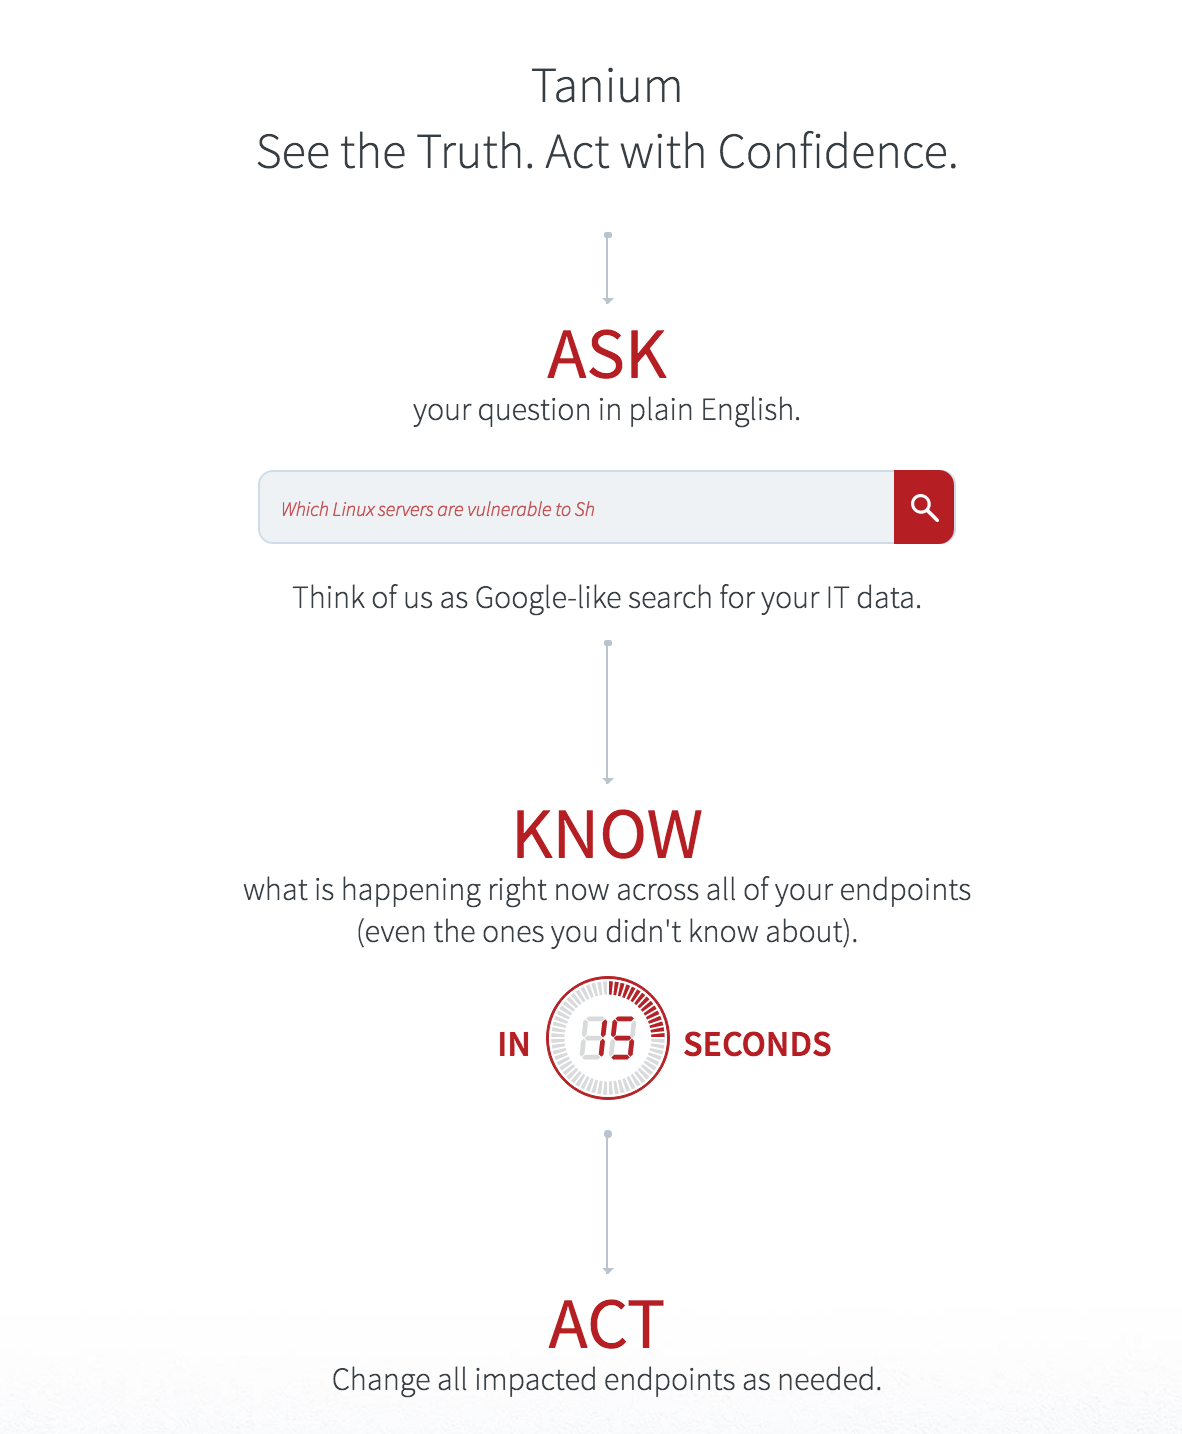 Tanium
See the Truth. Act with Confidence.
ASK
your question in plain English.
Which Linux servers are vulnerable to Sh
Think of us as Google-like search for your IT data.
KNOW
what is happening right now across all of your endpoints
(even the ones you didn't know about).
IN 15 SECONDS
ACT
Change all impacted endpoints as needed.